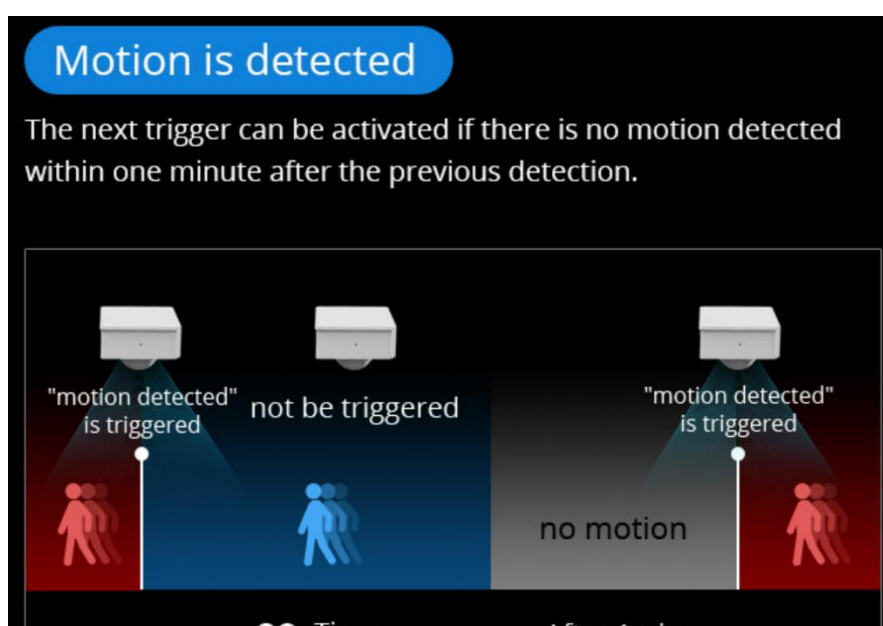 Motion is detected
The next trigger can be activated if there is no motion detected
within one minute after the previous detection.
"motion detected"
is triggered
not be triggered
"motion detected"
is triggered
no motion